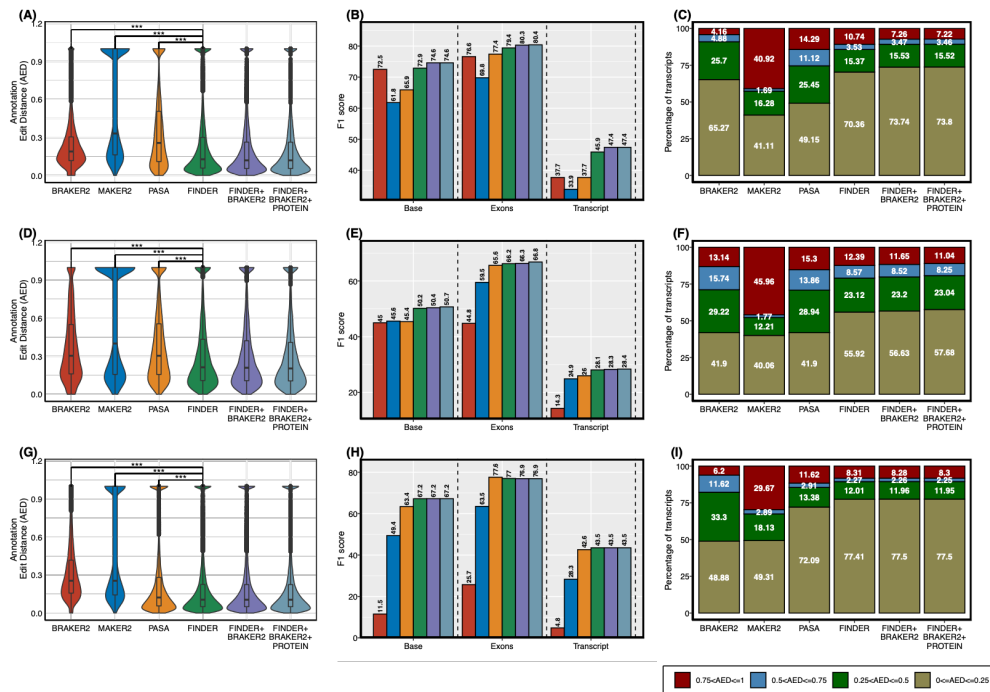 (A)
1.2
0.9
0.6
0.3
0.0
Annotation
Edit Distance (AED)
***
***
***
BRAKER2
MAKER2
PASA
FINDER
FINDER+
BRAKER2
FINDER+
BRAKER2+
PROTEIN
(B)
80
70
60
50
40
F1 score
72.5
61.8
65.9
72.9
74.6
74.6
76.6
69.8
77.4
79.4
80.3
80.4
37.7
33.9
37.7
45.9
47.4
47.4
Base
Exons
Transcript
(C)
100
75
50
25
0
Percentage of transcripts
4.16
4.88
25.7
65.27
40.92
1.69
16.28
41.11
14.29
11.12
25.45
49.15
10.74
3.53
15.37
70.36
7.26
3.47
15.53
73.74
7.22
3.46
15.52
73.8
BRAKER2
MAKER2
PASA
FINDER
FINDER+
BRAKER2
FINDER+
BRAKER2+
PROTEIN
(D)
1.2
0.9
0.6
0.3
0.0
Annotation
Edit Distance (AED)
***
***
***
BRAKER2
MAKER2
PASA
FINDER
FINDER+
BRAKER2
FINDER+
BRAKER2+
PROTEIN
(E)
60
40
20
F1 score
45
45.6
45.4
50.2
50.4
50.7
44.8
59.5
65.6
66.2
66.3
66.8
14.3
24.9
26
28.1
28.3
28.4
Base
Exons
Transcript
(F)
100
75
50
25
0
Percentage of transcripts
13.14
15.74
29.22
41.9
45.96
1.77
12.21
40.06
15.3
13.86
28.94
41.9
12.39
8.57
23.12
55.92
11.65
8.52
23.2
56.63
11.04
8.25
23.04
57.68
BRAKER2
MAKER2
PASA
FINDER
FINDER+
BRAKER2
FINDER+
BRAKER2+
PROTEIN
(G)
1.2
0.9
0.6
0.3
0.0
Annotation
Edit Distance (AED)
***
***
***
BRAKER2
MAKER2
PASA
FINDER
FINDER+
BRAKER2
FINDER+
BRAKER2+
PROTEIN
(H)
80
60
40
20
0
F1 score
11.5
49.4
63.4
67.2
67.2
67.2
25.7
63.5
77.6
77
76.9
76.9
4.8
28.3
42.6
43.5
43.5
43.5
Base
Exons
Transcript
(I)
100
75
50
25
0
Percentage of transcripts
6.2
11.62
33.3
48.88
29.67
2.89
18.13
49.31
11.62
2.91
13.38
72.09
8.31
2.27
12.01
77.41
8.28
2.26
11.96
77.5
8.3
2.25
11.95
77.5
BRAKER2
MAKER2
PASA
FINDER
FINDER+
BRAKER2
FINDER+
BRAKER2+
PROTEIN
0.75<AED<=1
0.5<AED<=0.75
0.25<AED<=0.5
0<=AED<=0.25